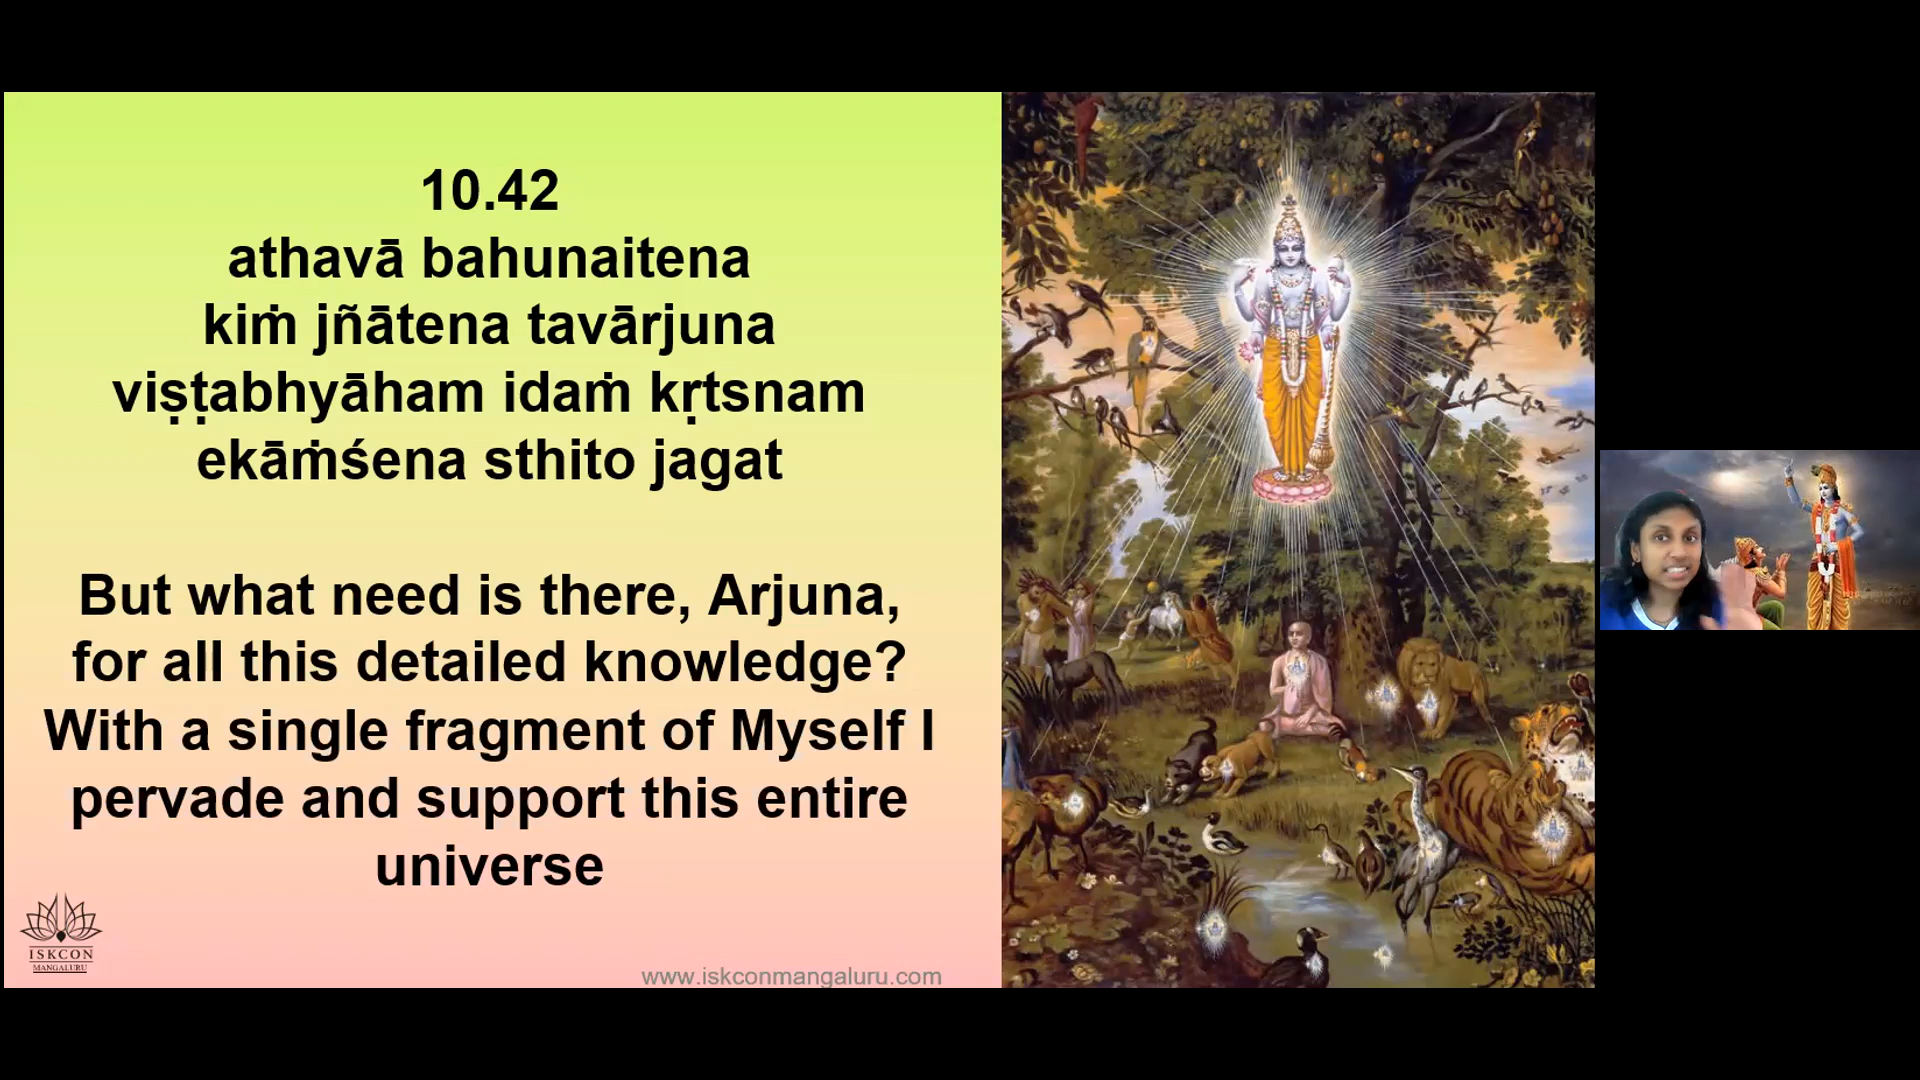 10.42
athavā bahunaitena
kiṁ jñātena tavārjuna
viṣṭabhyāham idaṁ kṛtsnam
ekāṁśena sthito jagat
But what need is there, Arjuna,
for all this detailed knowledge?
With a single fragment of Myself I
pervade and support this entire
universe
ISKCON
MANGALURU
www.iskconmangaluru.com